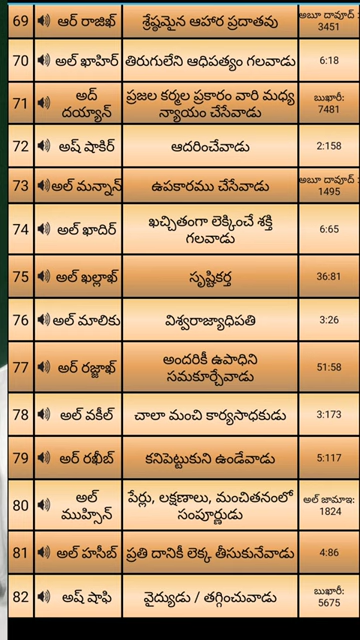 69 ఆర్ రాజిఖ్ శ్రేష్ఠమైన ఆహార ప్రదాతవు అబూ దావూద్ :
3451
70 అల్ ఖాహిర్ తిరుగులేని ఆధిపత్యం గలవాడు 6:18
71 అద్ దయ్యాన్ ప్రజల కర్మల ప్రకారం వారి మధ్య న్యాయం చేసేవాడు బుఖారీ: 7481
72 అష్ షాకిర్ ఆదరించేవాడు 2:158
73 అల్ మన్నాన్ ఉపకారము చేసేవాడు అబూ దావూద్ :
1495
74 అల్ ఖాదిర్ ఖచ్చితంగా లెక్కించే శక్తి గలవాడు 6:65
75 అల్ ఖల్లాఖ్ సృష్టికర్త 36:81
76 అల్ మాలికు విశ్వరాజ్యాధిపతి 3:26
77 అర్ రజ్జాఖ్ అందరికీ ఉపాధిని సమకూర్చేవాడు 51:58
78 అల్ వకీల్ చాలా మంచి కార్యసాధకుడు 3:173
79 అర్ రఖీబ్ కనిపెట్టుకుని ఉండేవాడు 5:117
80 అల్ ముహ్సిన్ పేర్లు, లక్షణాలు, మంచితనంలో సంపూర్ణుడు అల్ జామాఇ: 1824
81 అల్ హసీబ్ ప్రతి దానికీ లెక్క తీసుకునేవాడు 4:86
82 అష్ షాఫి వైద్యుడు / తగ్గించువాడు బుఖారీ: 5675